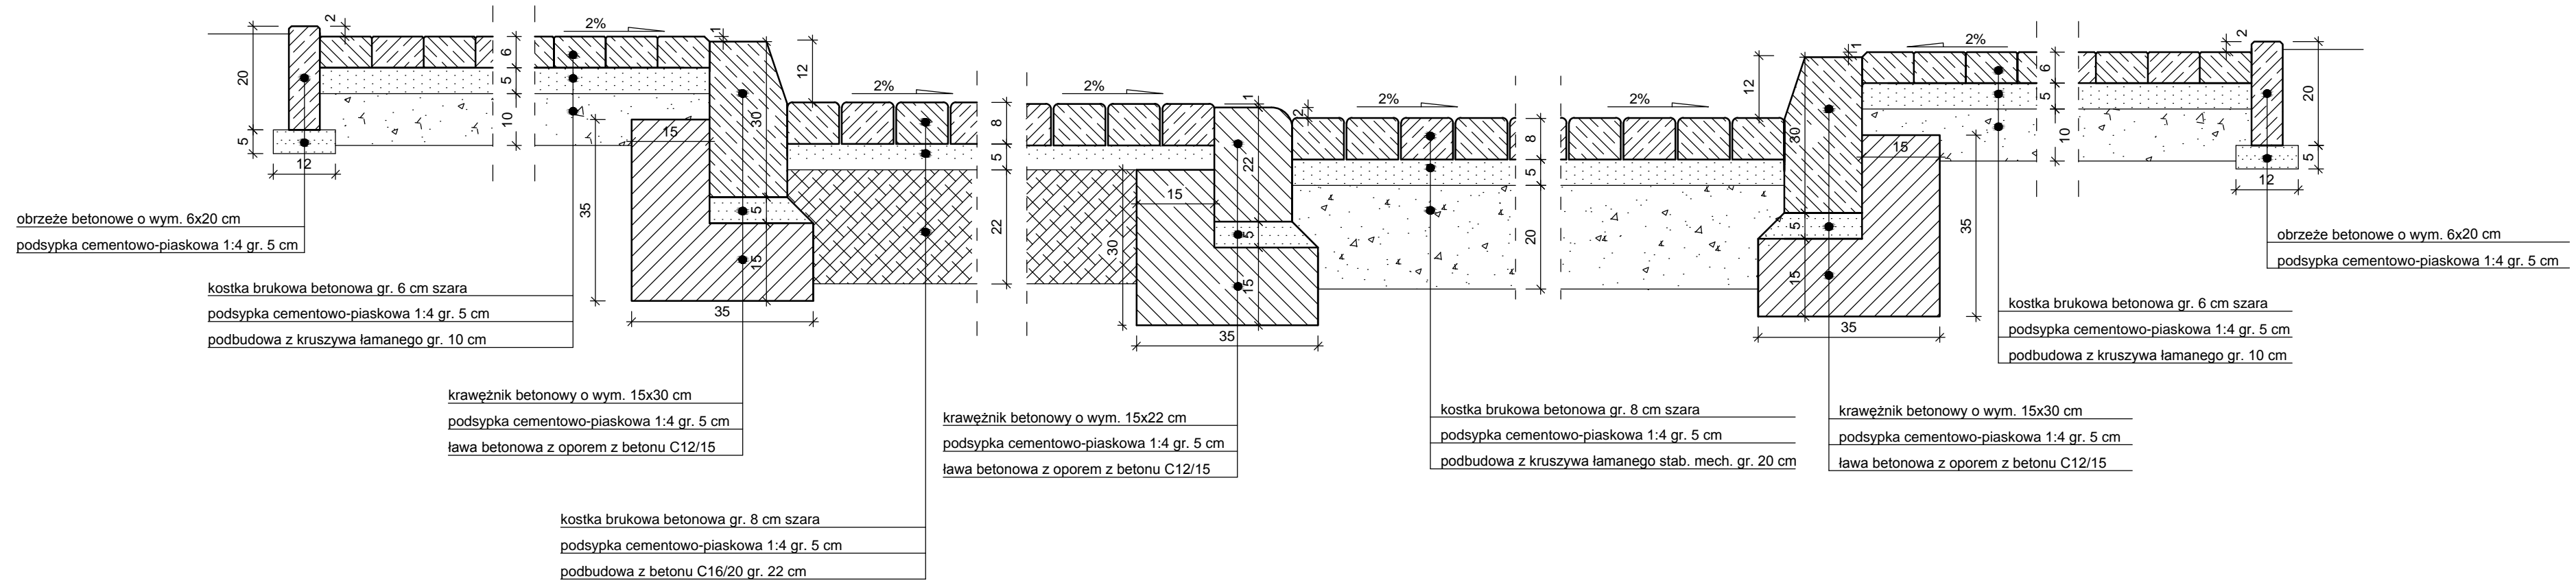 2
2%
1
20
6
5
10
5
12
15
30
12
2%
8
5
22
35
5
15
35
2%
1
22
15
30
5
15
35
2
2%
8
5
20
2%
12
1
2%
30
15
5
15
35
35
6
5
10
2
20
5
12
obrzeże betonowe o wym. 6x20 cm
podsypka cementowo-piaskowa 1:4 gr. 5 cm
kostka brukowa betonowa gr. 6 cm szara
podsypka cementowo-piaskowa 1:4 gr. 5 cm
podbudowa z kruszywa łamanego gr. 10 cm
krawężnik betonowy o wym. 15x30 cm
podsypka cementowo-piaskowa 1:4 gr. 5 cm
ława betonowa z oporem z betonu C12/15
kostka brukowa betonowa gr. 8 cm szara
podsypka cementowo-piaskowa 1:4 gr. 5 cm
podbudowa z betonu C16/20 gr. 22 cm
krawężnik betonowy o wym. 15x22 cm
podsypka cementowo-piaskowa 1:4 gr. 5 cm
ława betonowa z oporem z betonu C12/15
kostka brukowa betonowa gr. 8 cm szara
podsypka cementowo-piaskowa 1:4 gr. 5 cm
podbudowa z kruszywa łamanego stab. mech. gr. 20 cm
krawężnik betonowy o wym. 15x30 cm
podsypka cementowo-piaskowa 1:4 gr. 5 cm
ława betonowa z oporem z betonu C12/15
kostka brukowa betonowa gr. 6 cm szara
podsypka cementowo-piaskowa 1:4 gr. 5 cm
podbudowa z kruszywa łamanego gr. 10 cm
obrzeże betonowe o wym. 6x20 cm
podsypka cementowo-piaskowa 1:4 gr. 5 cm